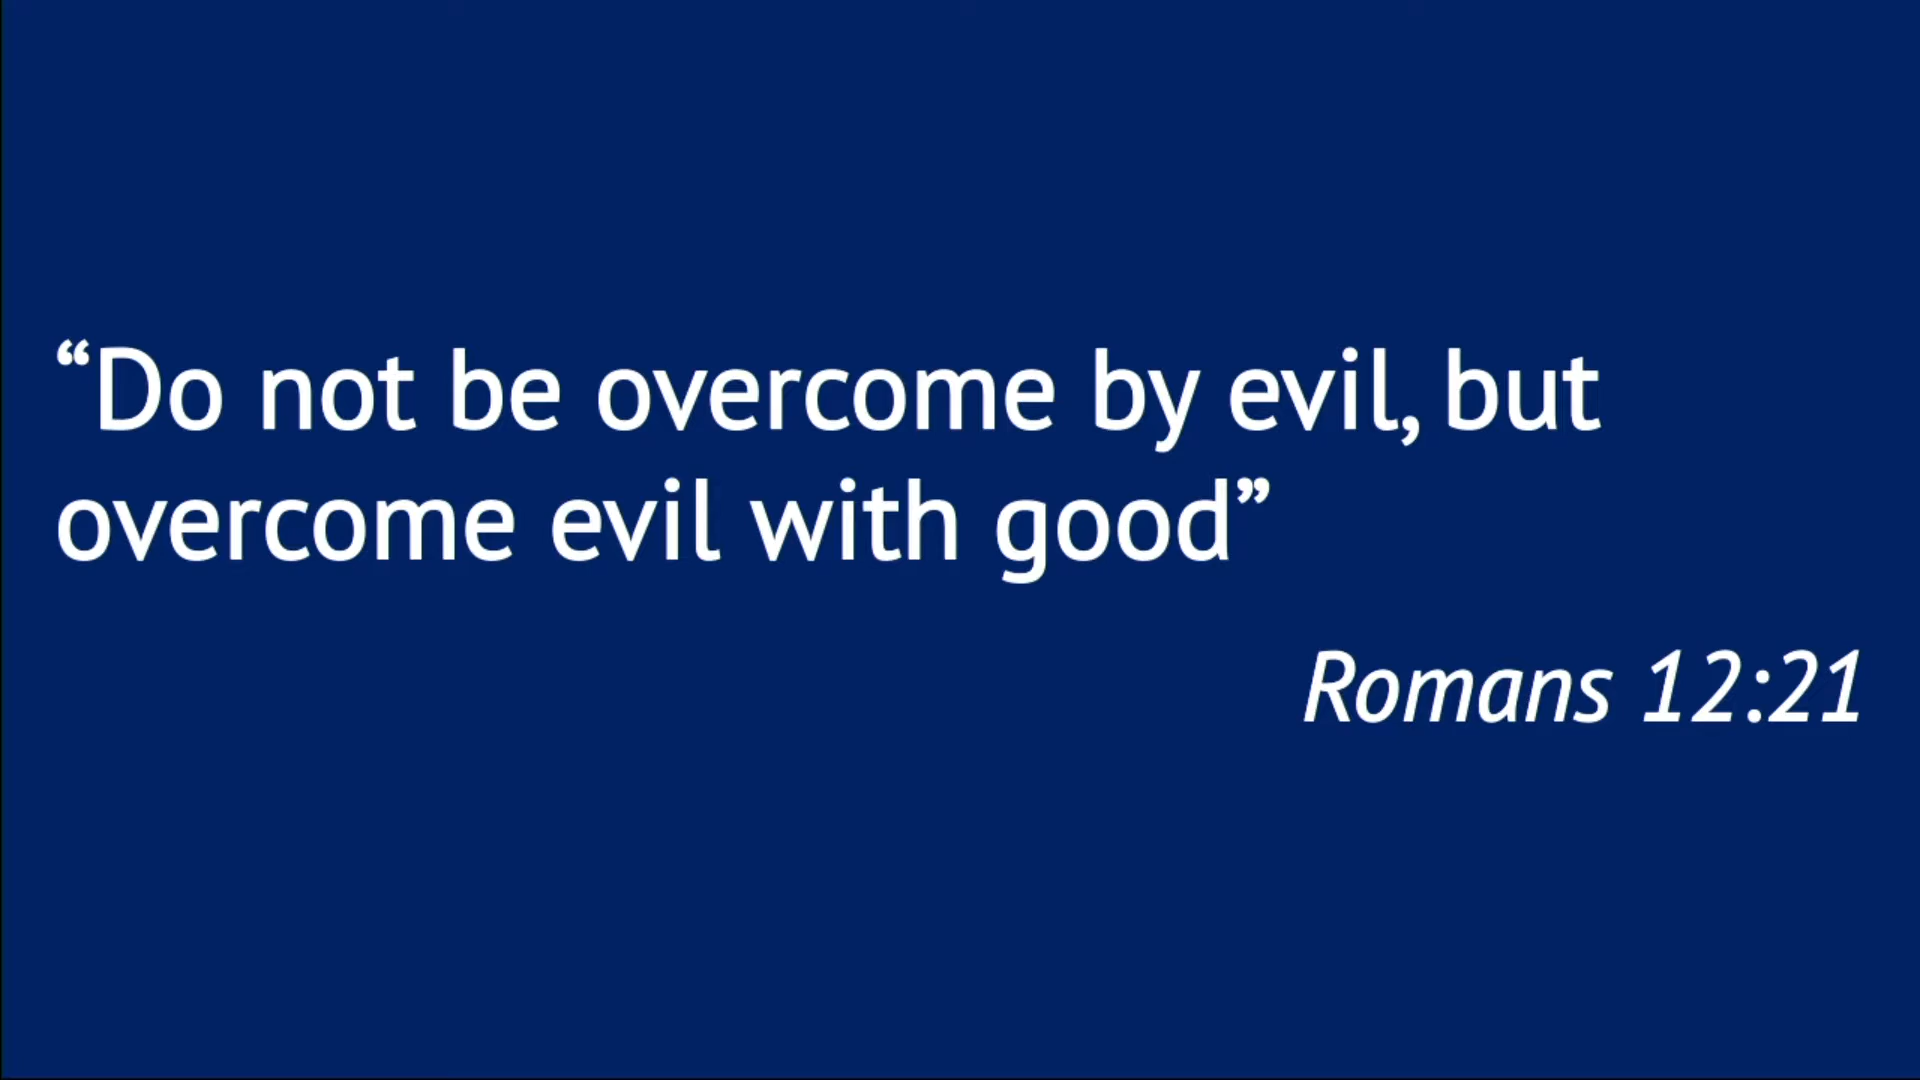 “Do not be overcome by evil, but
overcome evil with good”
Romans 12:21